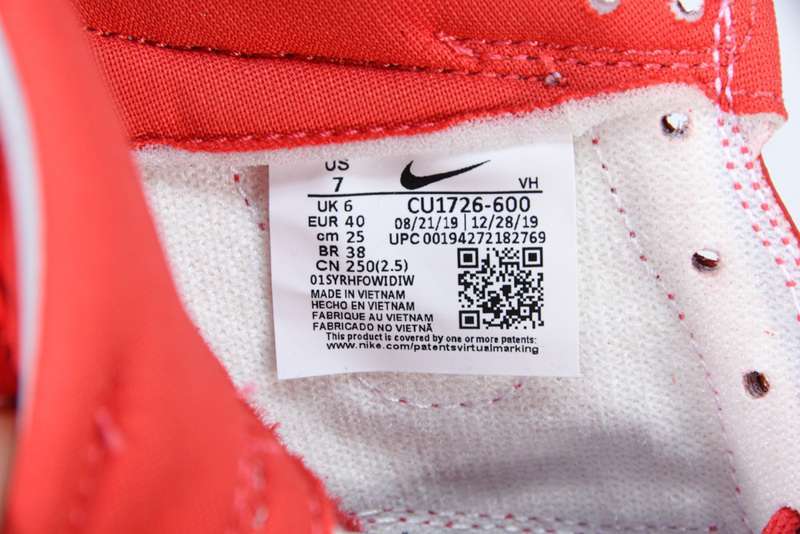 US
7
VH
UK 6
CU1726-600
EUR 40
08/21/19 | 12/28/19
cm 25
UPC 00194272182769
BR 38
CN 250(2.5)
01SYRHFOWIDIW
MADE IN VIETNAM
HECHO EN VIETNAM
FABRIQUE AU VIETNAM
FABRICADO NO VIETNÃ
This product is covered by one or more patents:
www.nike.com/patentsvirtualmarking